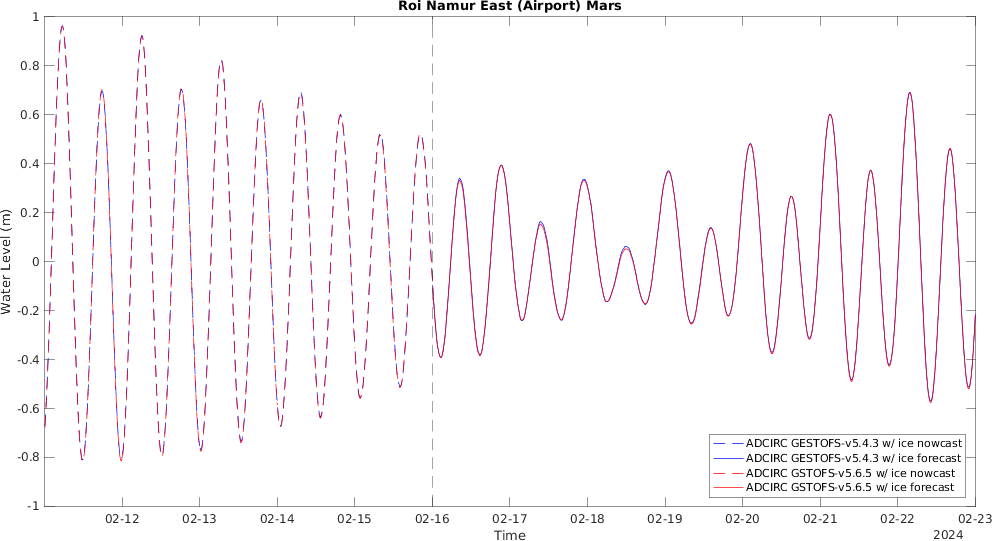 Roi Namur East (Airport) Mars
1
0.8
0.6
0.4
0.2
0
-0.2
-0.4
-0.6
-0.8
-1
Water Level (m)
ADCIRC GESTOFS-v5.4.3 w/ ice nowcast
ADCIRC GESTOFS-v5.4.3 w/ ice forecast
ADCIRC GSTOFS-v5.6.5 w/ ice nowcast
ADCIRC GSTOFS-v5.6.5 w/ ice forecast
02-12 02-13 02-14 02-15 02-16 02-17 02-18 02-19 02-20 02-21 02-22 02-23
Time
2024